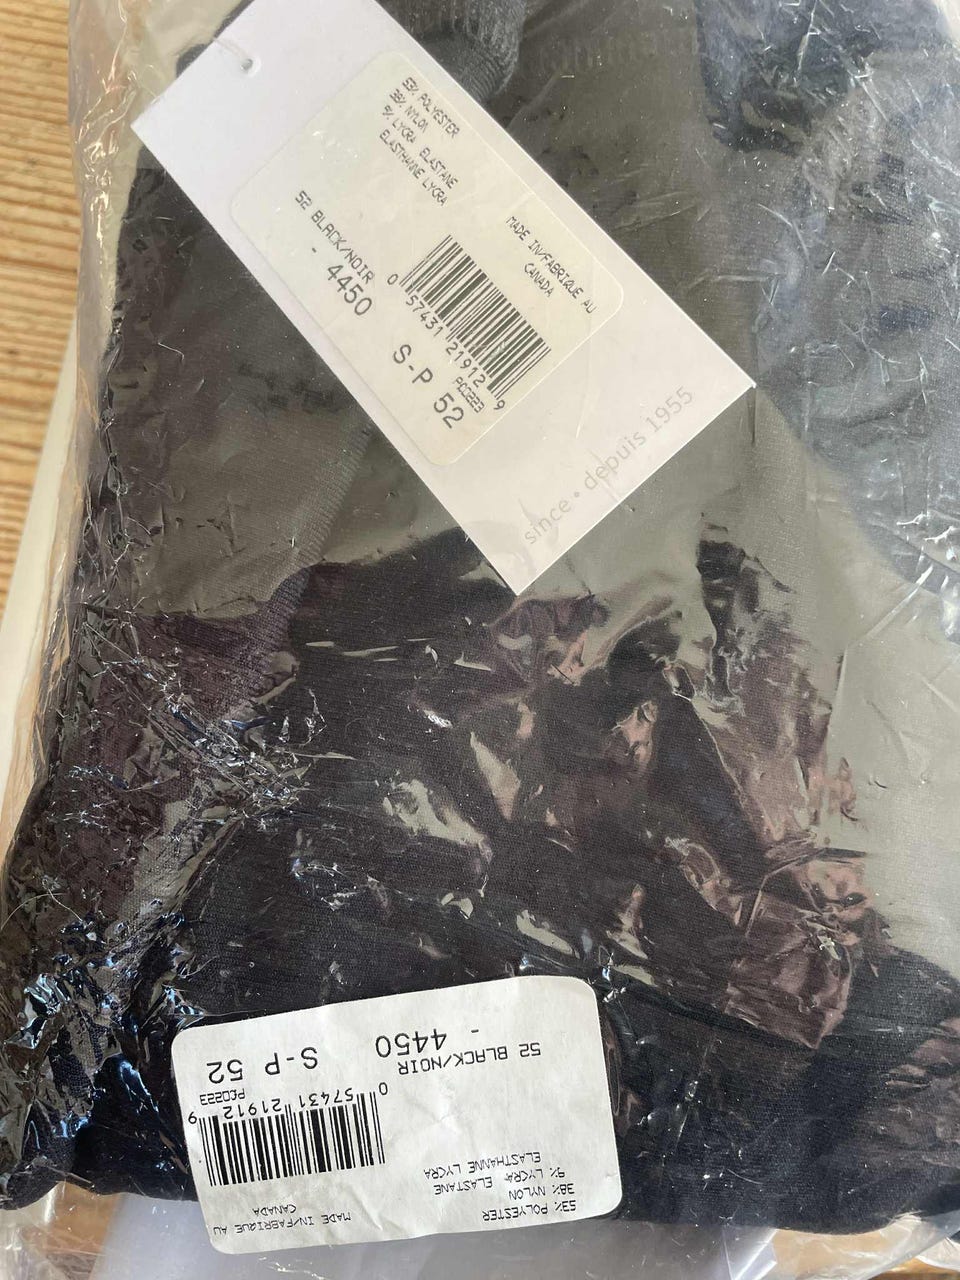 53% POLYESTER
38% NYLON
9% LYCRA ELASTANE
ELASTHANNE LYCRA
MADE IN/FABRIQUE AU
CANADA
52 BLACK/NOIR
- 4450
0 57431 21912 9
PC0223
S-P 52
since • depuis 1955
53% POLYESTER
38% NYLON
9% LYCRA ELASTANE
ELASTHANNE LYCRA
MADE IN/FABRIQUE AU
CANADA
0 57431 21912 9
PC0223
52 BLACK/NOIR
- 4450
S-P 52